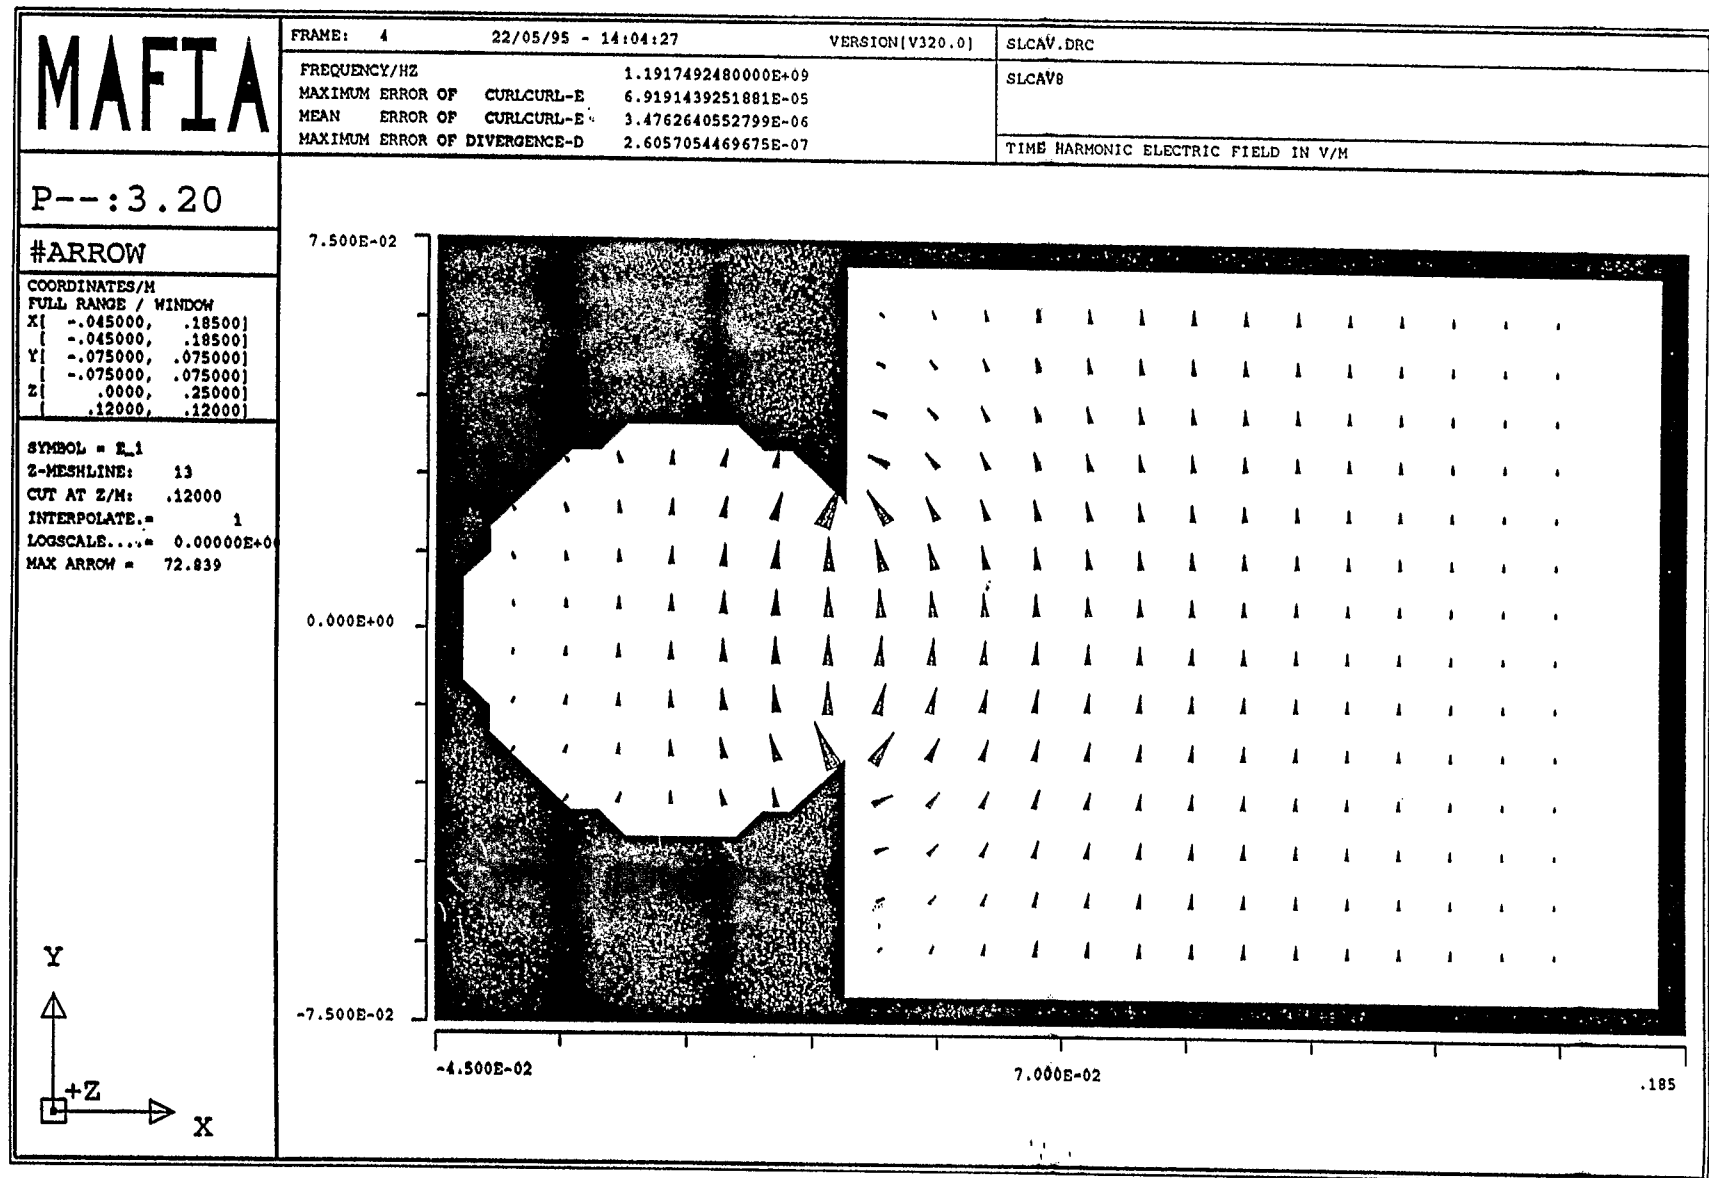 MAFIA
FRAME: 4 22/05/95 - 14:04:27 VERSION[V320.0]
SLCAV.DRC
FREQUENCY/HZ 1.1917492480000E+09
MAXIMUM ERROR OF CURLCURL-E 6.9191439251881E-05
MEAN ERROR OF CURLCURL-E 3.4762640552799E-06
MAXIMUM ERROR OF DIVERGENCE-D 2.6057054469675E-07
SLCAV8
TIME HARMONIC ELECTRIC FIELD IN V/M
P--:3.20
#ARROW
COORDINATES/M
FULL RANGE / WINDOW
X[ -.045000, .18500]
[ -.045000, .18500]
Y[ -.075000, .075000]
[ -.075000, .075000]
Z[ .0000, .25000]
[ .12000, .12000]
SYMBOL = E_1
Z-MESHLINE: 13
CUT AT Z/M: .12000
INTERPOLATE.= 1
LOGSCALE....= 0.00000E+00
MAX ARROW = 72.839
7.500E-02
0.000E+00
-7.500E-02
-4.500E-02
7.000E-02
.185
Y
+Z
X